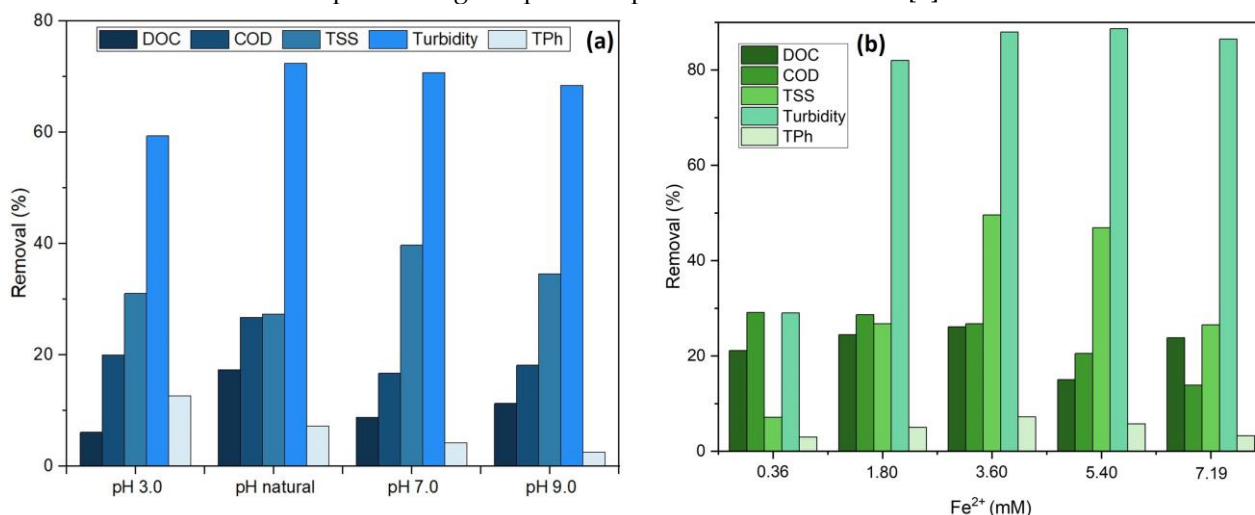 80
60
40
20
0
Removal (%)
DOC COD TSS Turbidity TPh
(a)
pH 3.0 pH natural pH 7.0 pH 9.0
(b)
80
60
40
20
0
Removal (%)
DOC
COD
TSS
Turbidity
TPh
0.36 1.80 3.60 5.40 7.19
Fe²⁺ (mM)